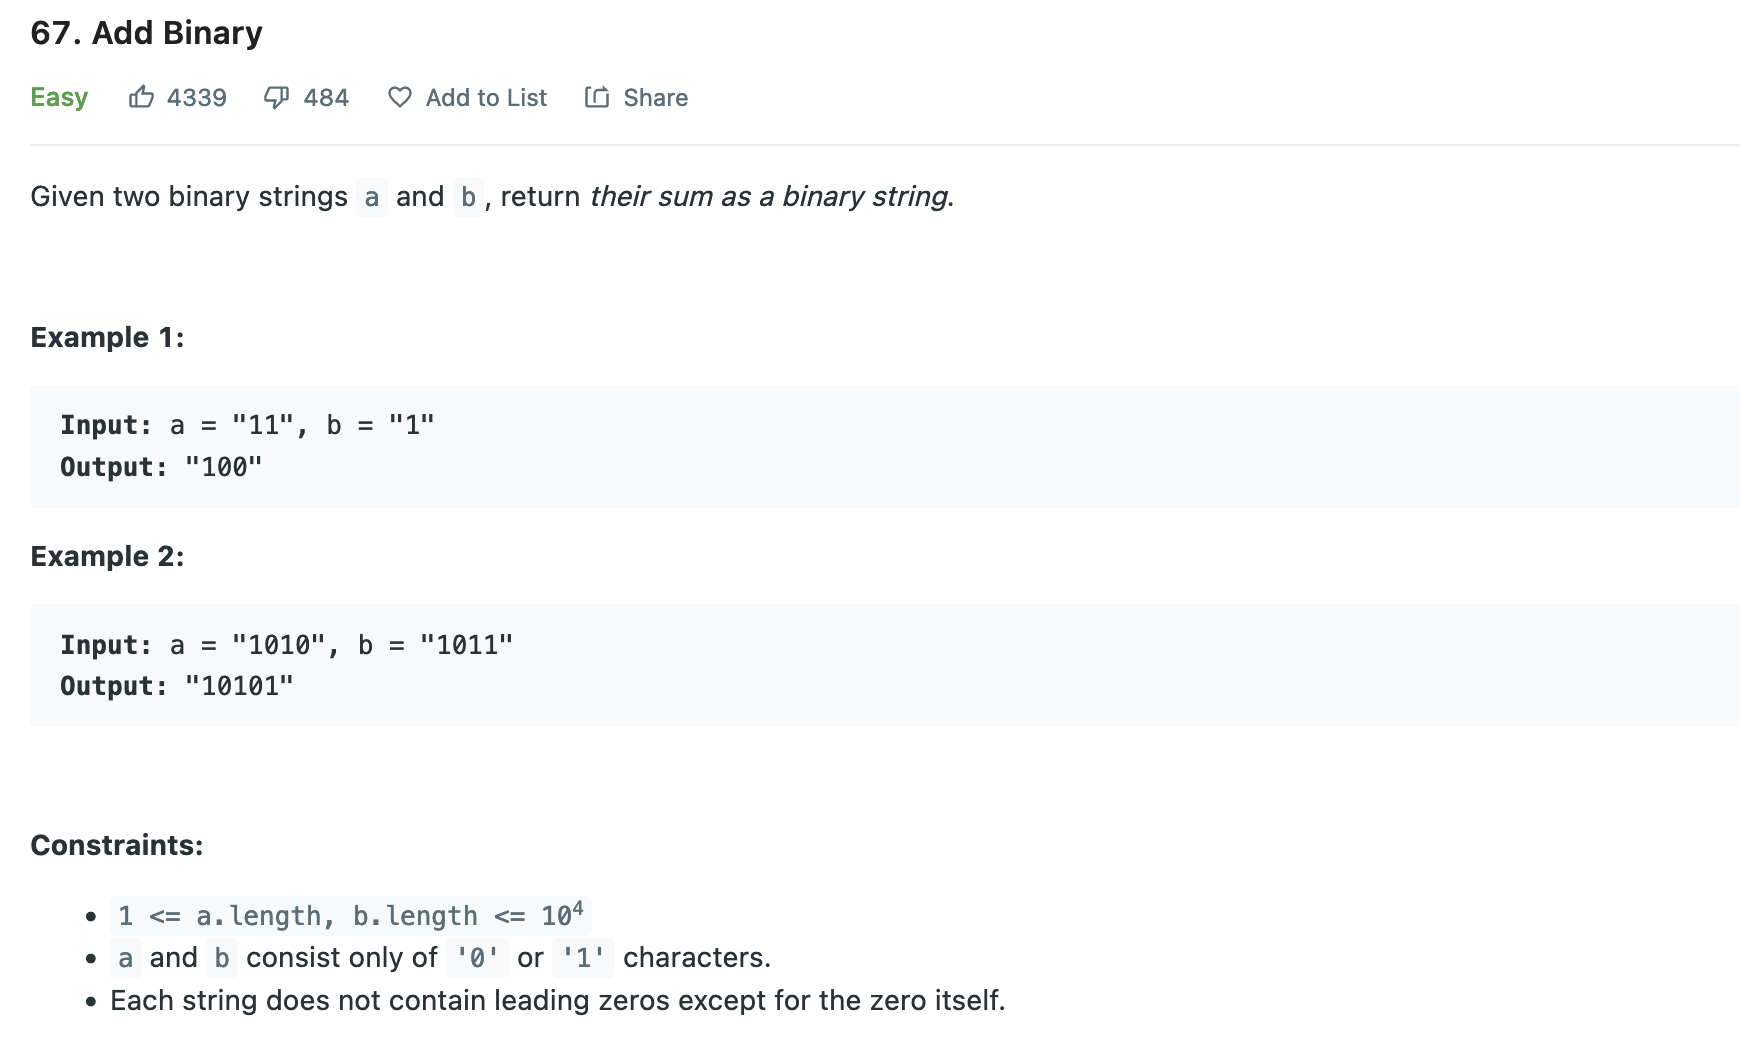 67. Add Binary
Easy 4339 484 Add to List Share
Given two binary strings a and b, return their sum as a binary string.
Example 1:
Input: a = "11", b = "1"
Output: "100"
Example 2:
Input: a = "1010", b = "1011"
Output: "10101"
Constraints:
• 1 <= a.length, b.length <= 10⁴
• a and b consist only of '0' or '1' characters.
• Each string does not contain leading zeros except for the zero itself.